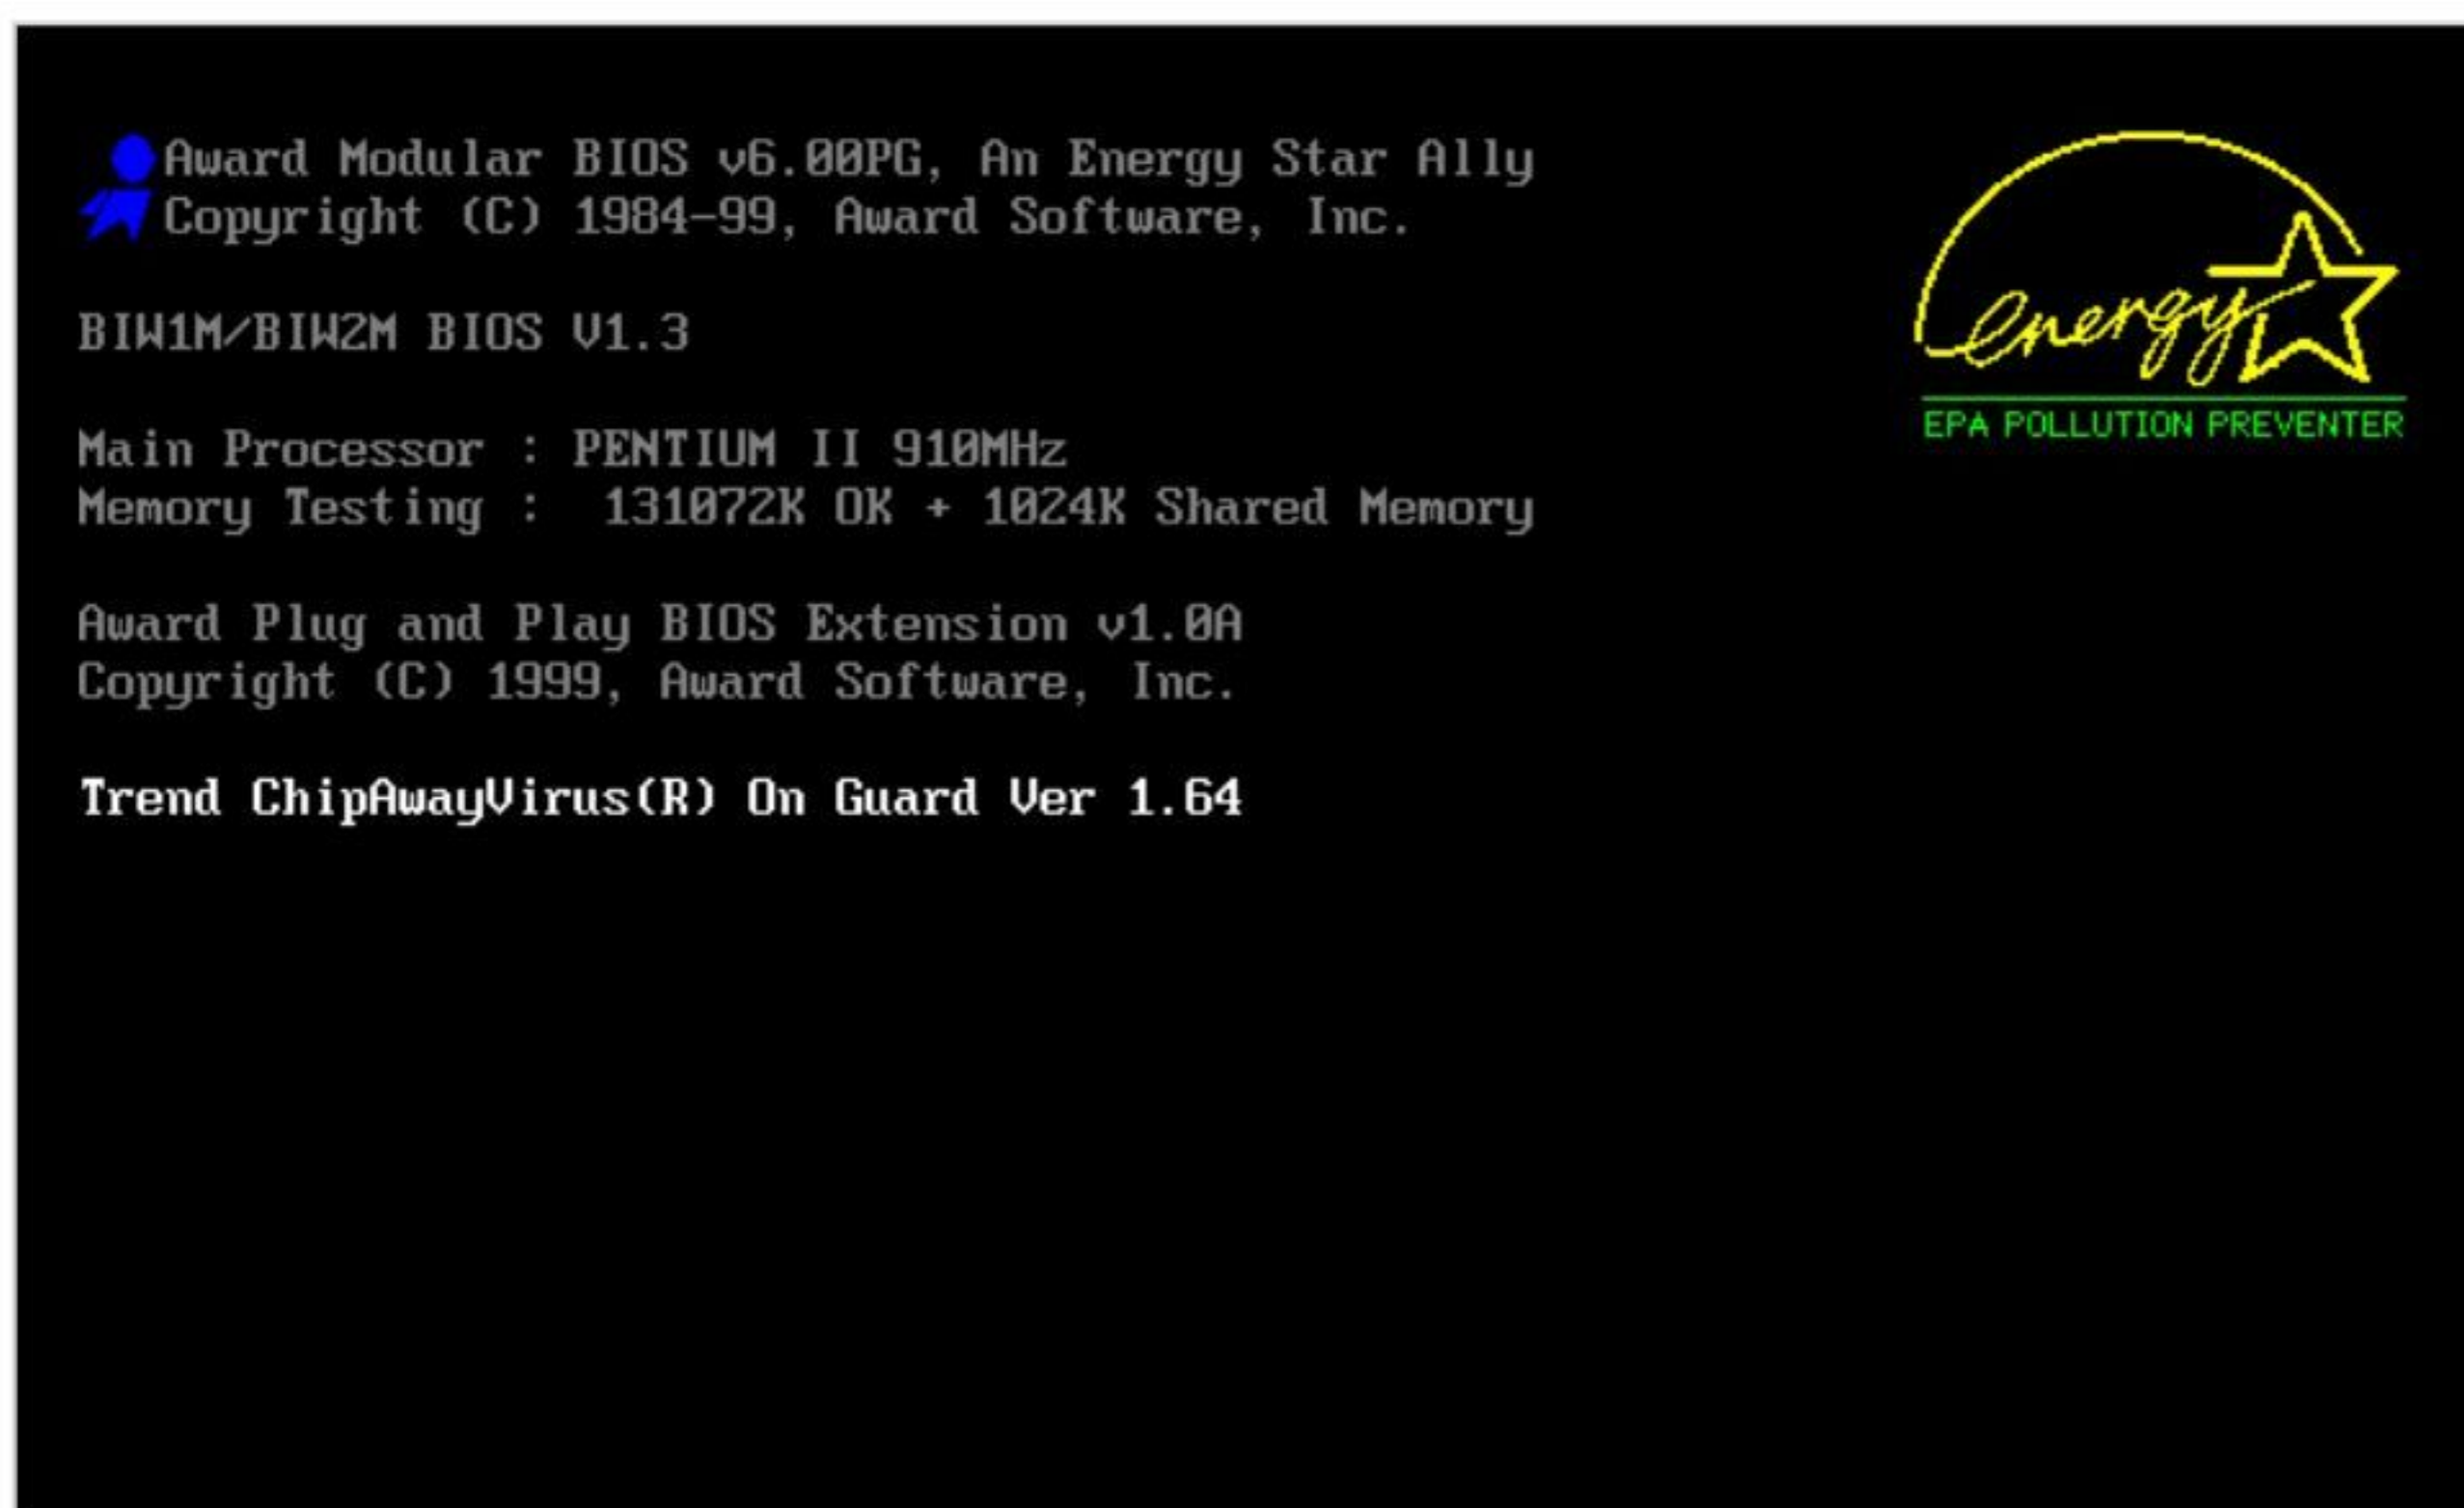 Award Modular BIOS v6.00PG, An Energy Star Ally
Copyright (C) 1984-99, Award Software, Inc.
energy
EPA POLLUTION PREVENTER
BIW1M/BIW2M BIOS V1.3
Main Processor : PENTIUM II 910MHz
Memory Testing :  131072K OK + 1024K Shared Memory
Award Plug and Play BIOS Extension v1.0A
Copyright (C) 1999, Award Software, Inc.
Trend ChipAwayVirus(R) On Guard Ver 1.64